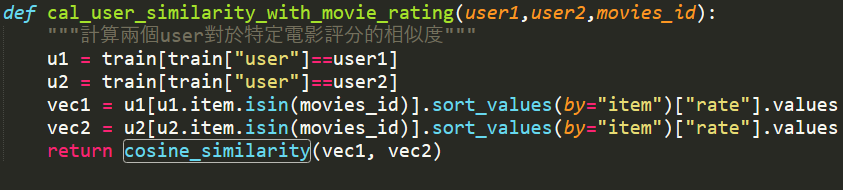 def cal_user_similarity_with_movie_rating(user1,user2,movies_id):
    """計算兩個user對於特定電影評分的相似度"""
    u1 = train[train["user"]==user1]
    u2 = train[train["user"]==user2]
    vec1 = u1[u1.item.isin(movies_id)].sort_values(by="item")["rate"].values
    vec2 = u2[u2.item.isin(movies_id)].sort_values(by="item")["rate"].values
    return cosine_similarity(vec1, vec2)